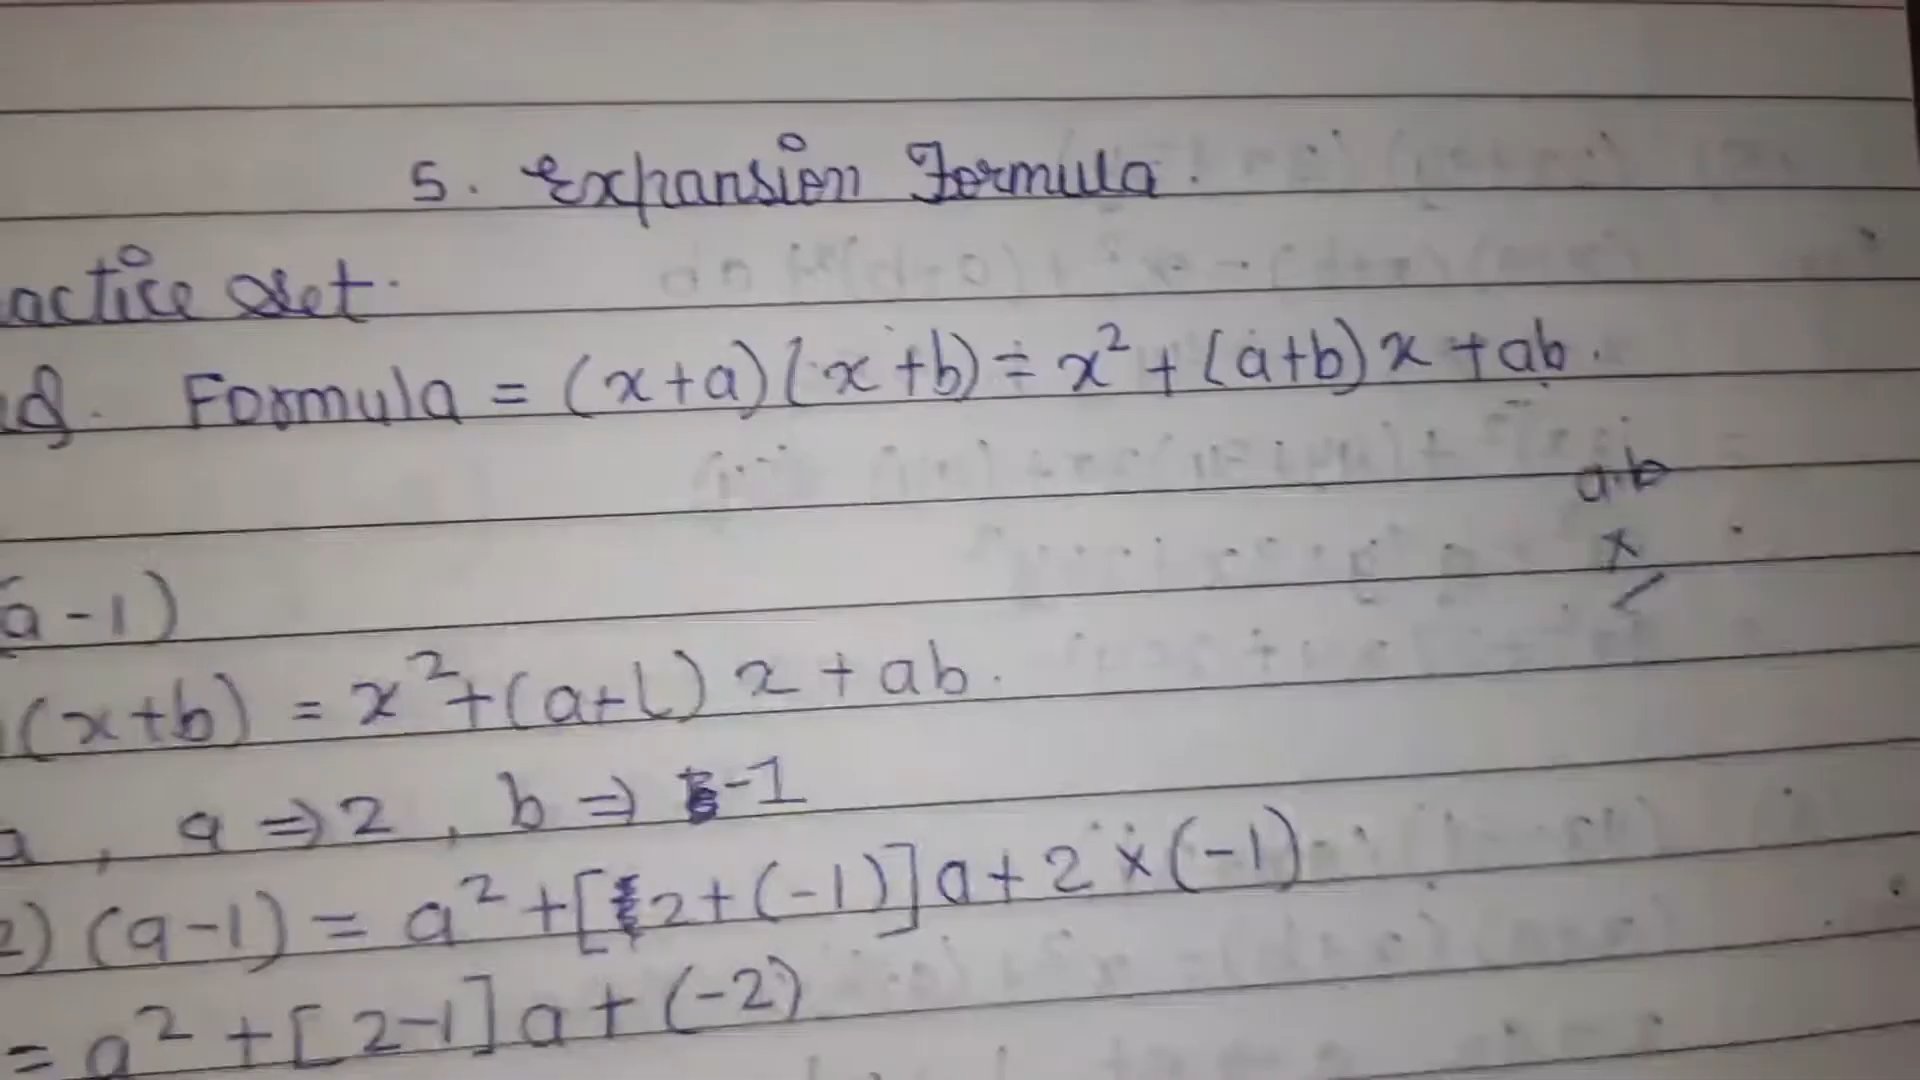 5. Expansion Formula.
actice set.
d. Formula = (x+a)(x+b) = x² + (a+b) x + ab.
ab
x
a-1)
(x+b) = x² + (a+b) x + ab.
a, a ⇒ 2, b ⇒ -1
2) (a-1) = a² + [2+(-1)]a + 2 × (-1)
= a² + [2-1]a + (-2)